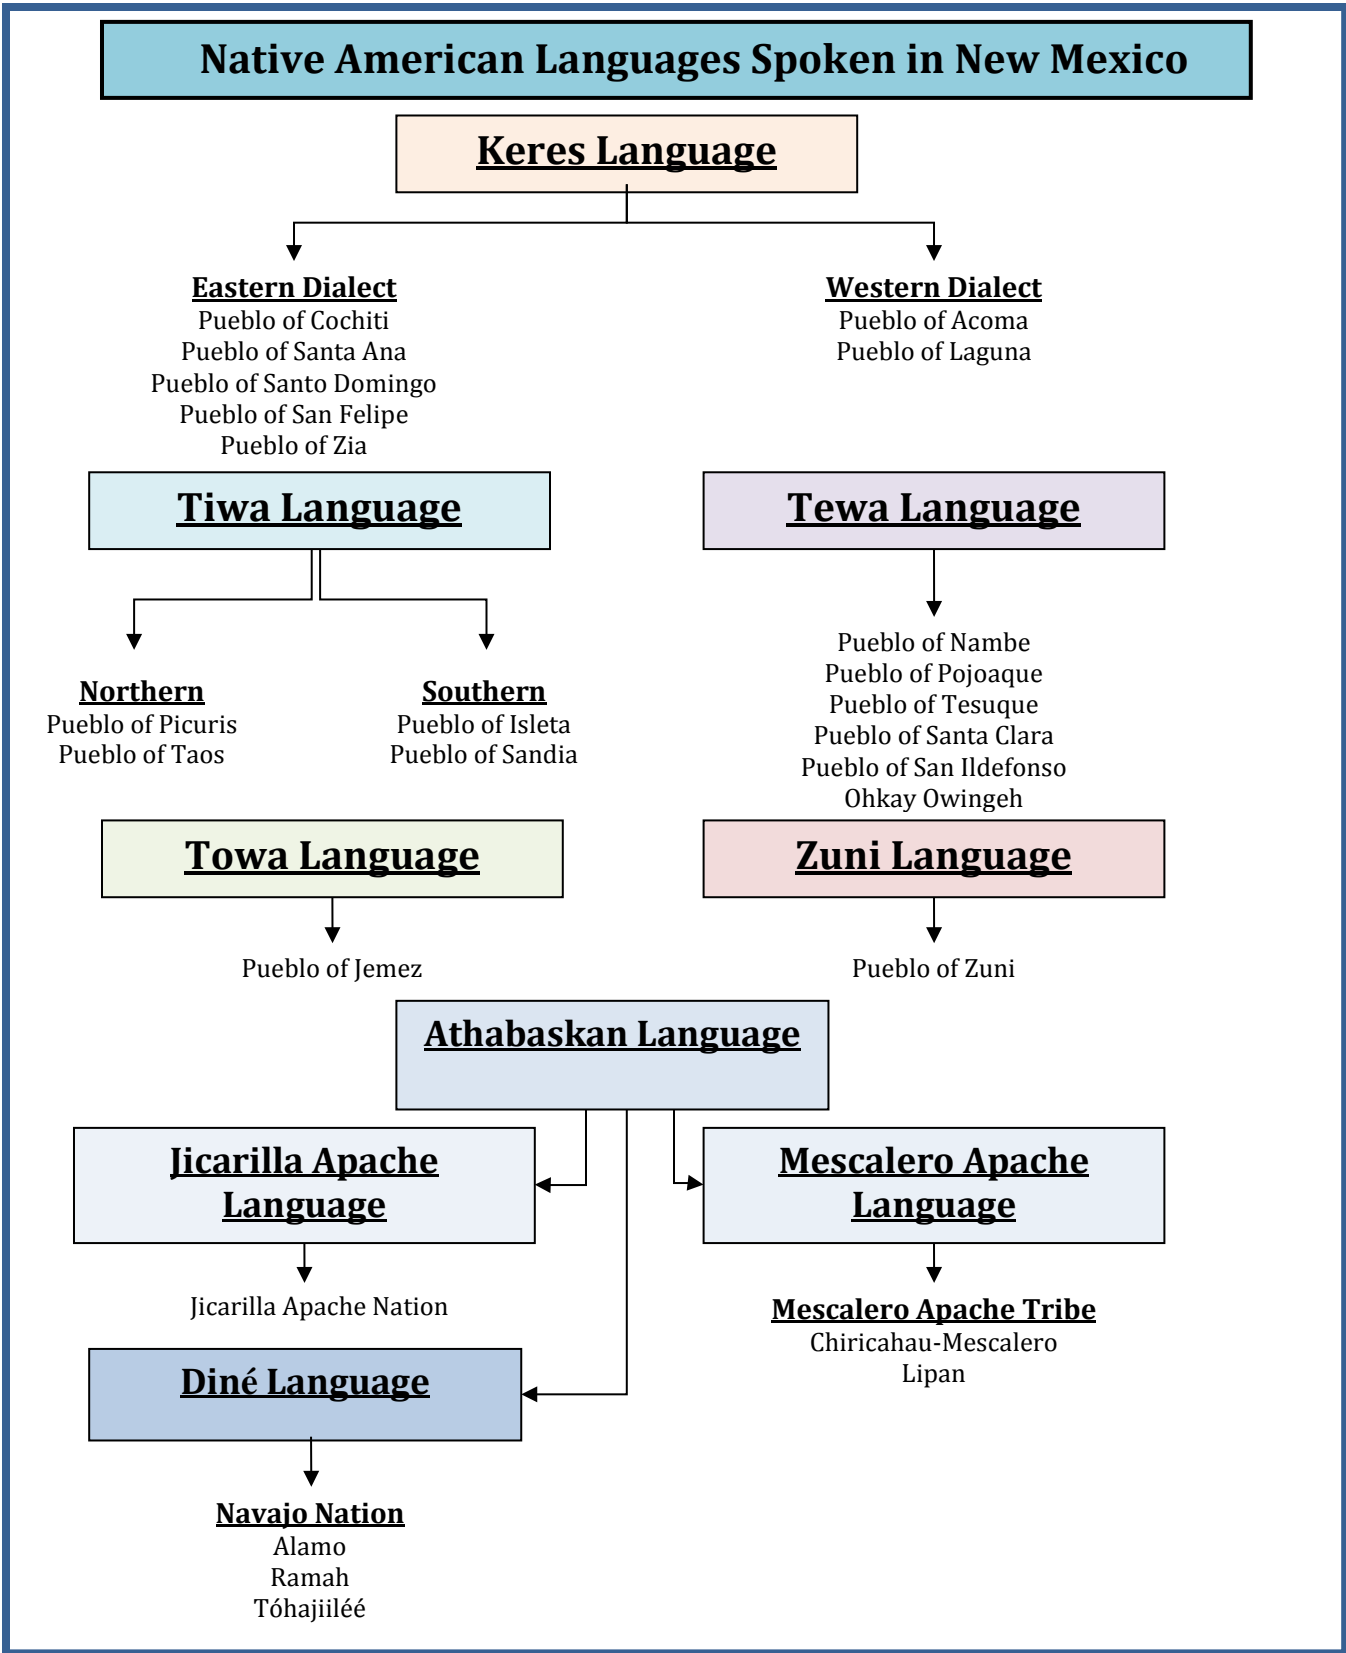 Native American Languages Spoken in New Mexico
Keres Language
Eastern Dialect
Pueblo of Cochiti
Pueblo of Santa Ana
Pueblo of Santo Domingo
Pueblo of San Felipe
Pueblo of Zia
Western Dialect
Pueblo of Acoma
Pueblo of Laguna
Tiwa Language
Northern
Pueblo of Picuris
Pueblo of Taos
Southern
Pueblo of Isleta
Pueblo of Sandia
Tewa Language
Pueblo of Nambe
Pueblo of Pojoaque
Pueblo of Tesuque
Pueblo of Santa Clara
Pueblo of San Ildefonso
Ohkay Owingeh
Towa Language
Pueblo of Jemez
Zuni Language
Pueblo of Zuni
Athabaskan Language
Jicarilla Apache
Language
Jicarilla Apache Nation
Mescalero Apache
Language
Mescalero Apache Tribe
Chiricahau-Mescalero
Lipan
Diné Language
Navajo Nation
Alamo
Ramah
Tóhajiiléé